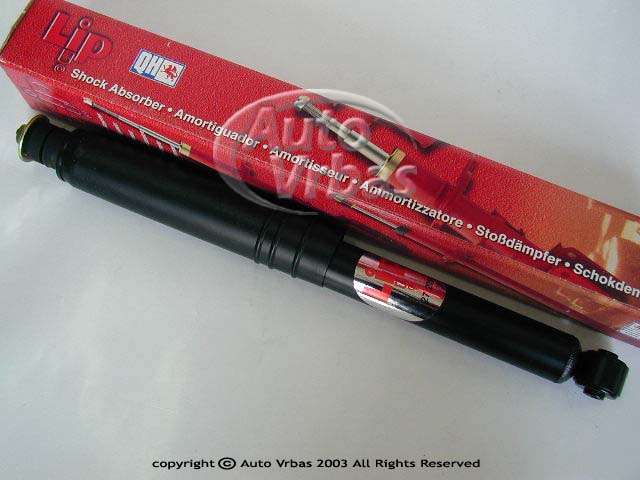 Lip
©
QH
Shock Absorber • Amortiguador • Amortisseur • Ammortizzatore • Stoßdämpfer • Schokdem
Auto
Vrbas
copyright © Auto Vrbas 2003 All Rights Reserved